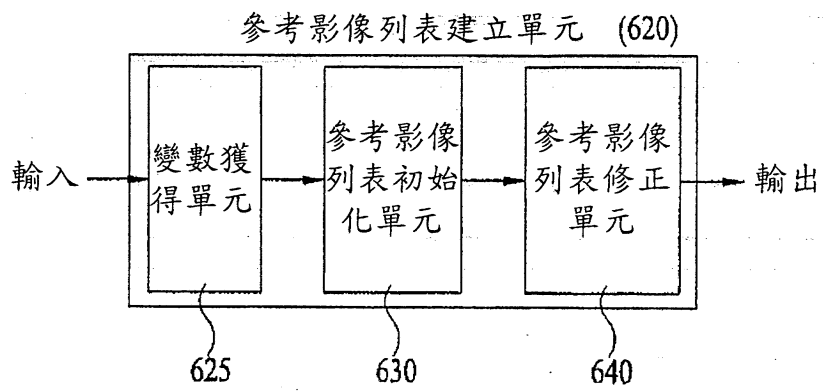 參考影像列表建立單元 (620)
輸入
變數獲
得單元
參考影像
列表初始
化單元
參考影像
列表修正
單元
輸出
625
630
640